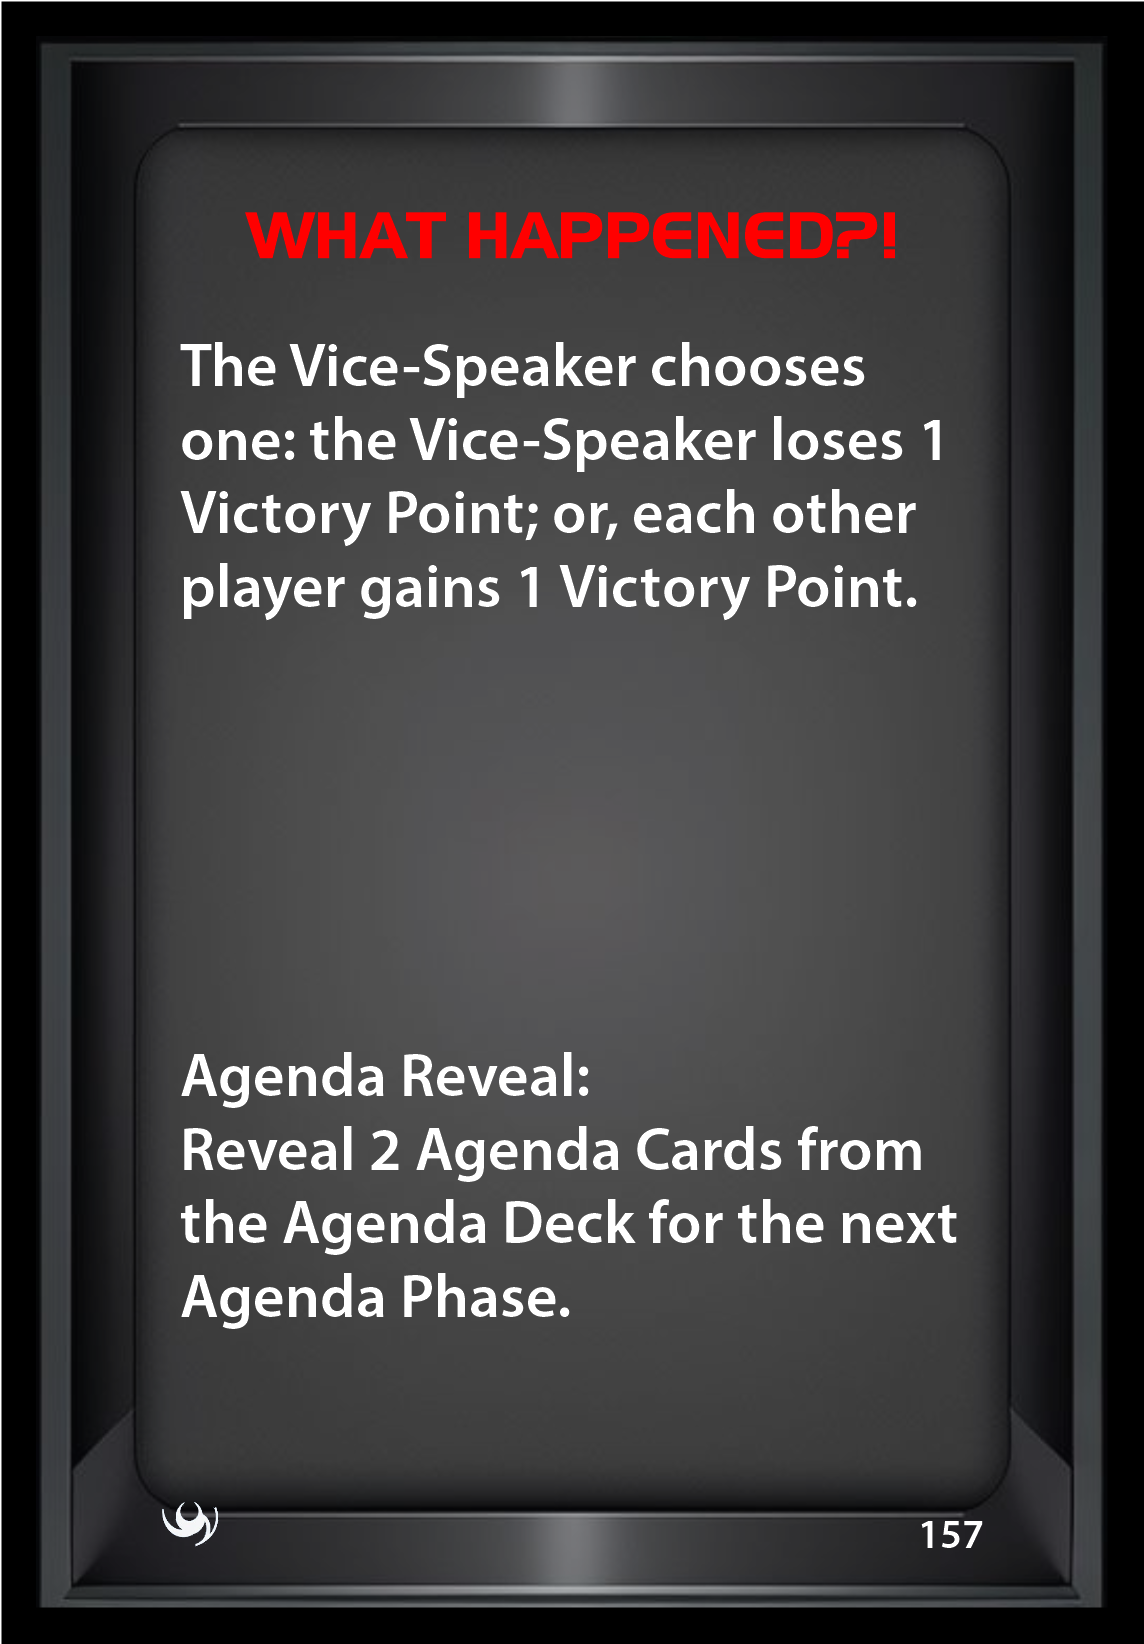 WHAT HAPPENED?!
The Vice-Speaker chooses
one: the Vice-Speaker loses 1
Victory Point; or, each other
player gains 1 Victory Point.
Agenda Reveal:
Reveal 2 Agenda Cards from
the Agenda Deck for the next
Agenda Phase.
157